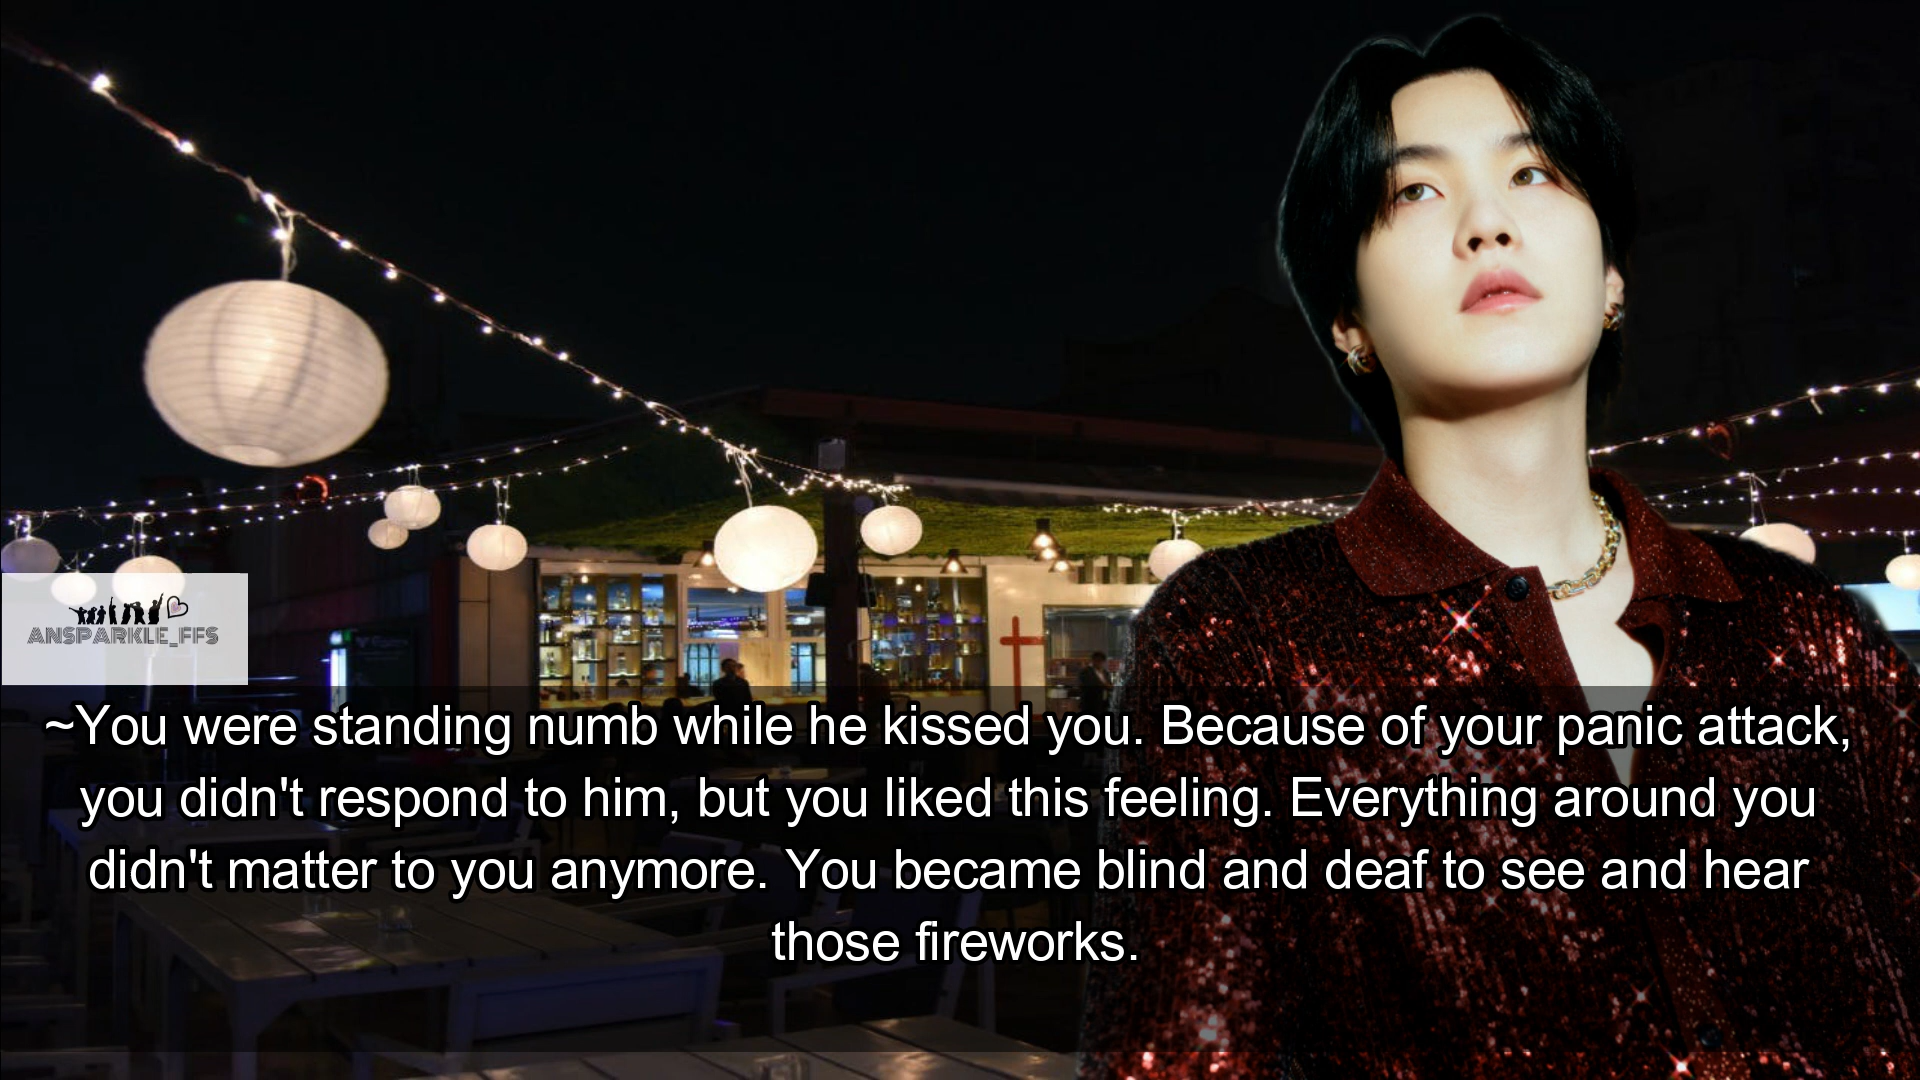 ANSPARKLE_FFS
~You were standing numb while he kissed you. Because of your panic attack,
you didn't respond to him, but you liked this feeling. Everything around you
didn't matter to you anymore. You became blind and deaf to see and hear
those fireworks.